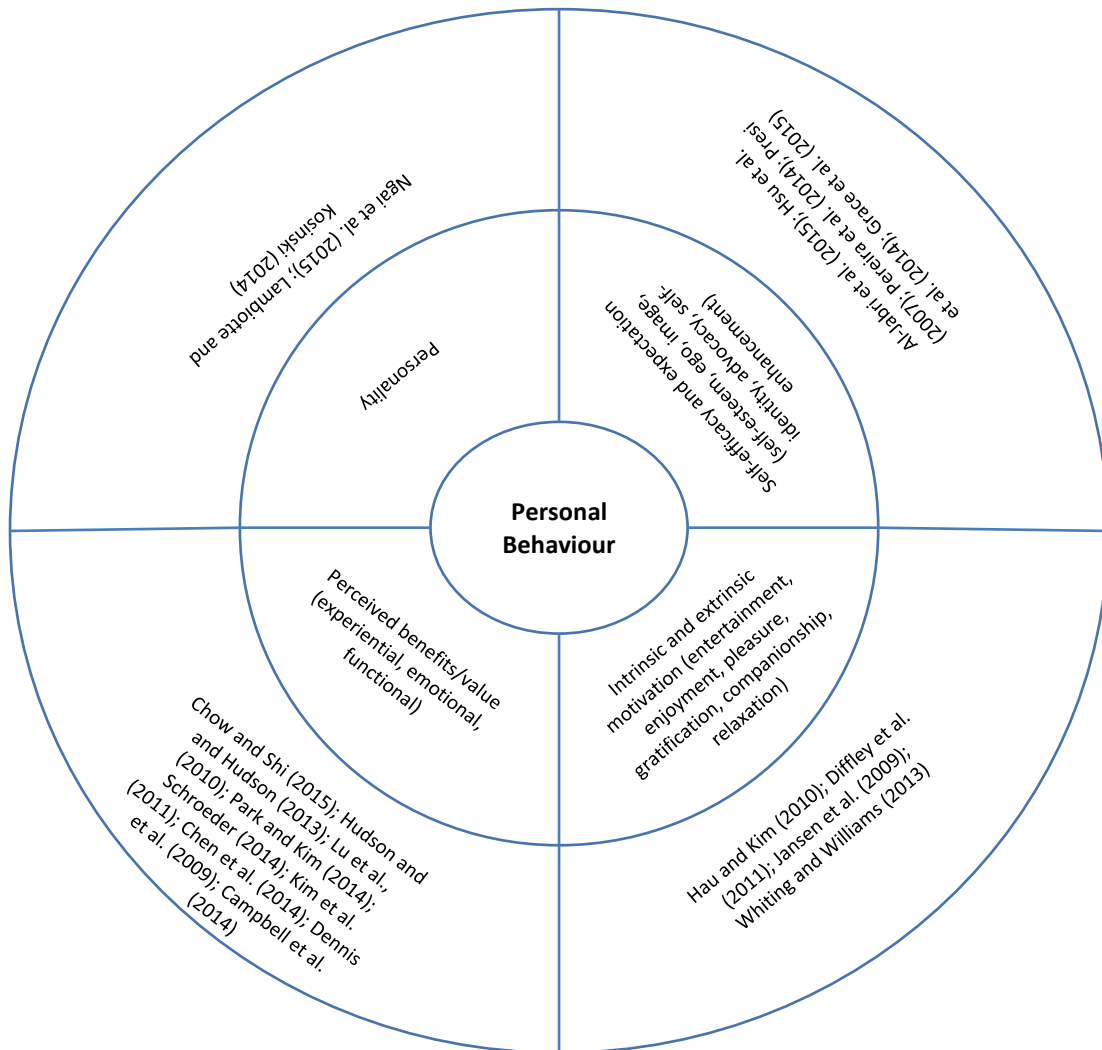 Ngai et al. (2015); Lambiotte and
Kosinski (2014)
Personality
Al-Jabri et al. (2015); Hsu et al.
(2007); Pereira et al. (2014); Presi
et al. (2014); Grace et al. (2015)
Self-efficacy and expectation
(self-esteem, ego, image,
identity, advocacy, self-
enhancement)
Personal
Behaviour
Perceived benefits/value
(experiential, emotional,
functional)
Chow and Shi (2015); Hudson
and Hudson (2013); Lu et al.,
(2010); Park and Kim (2014);
Schroeder (2014); Kim et al.
(2011); Chen et al. (2014); Dennis
et al. (2009); Campbell et al.
(2014)
Intrinsic and extrinsic
motivation (entertainment,
enjoyment, pleasure,
gratification, companionship,
relaxation)
Hau and Kim (2010); Diffley et al.
(2011); Jansen et al. (2009);
Whiting and Williams (2013)